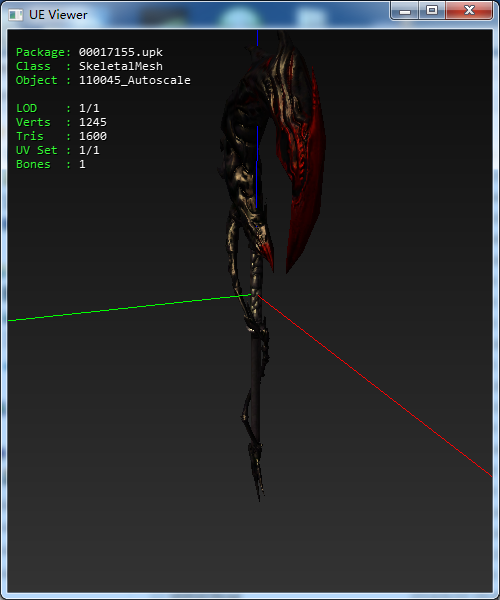 UE Viewer
Package: 00017155.upk
Class  : SkeletalMesh
Object : 110045_Autoscale
LOD    : 1/1
Verts  : 1245
Tris   : 1600
UV Set : 1/1
Bones  : 1